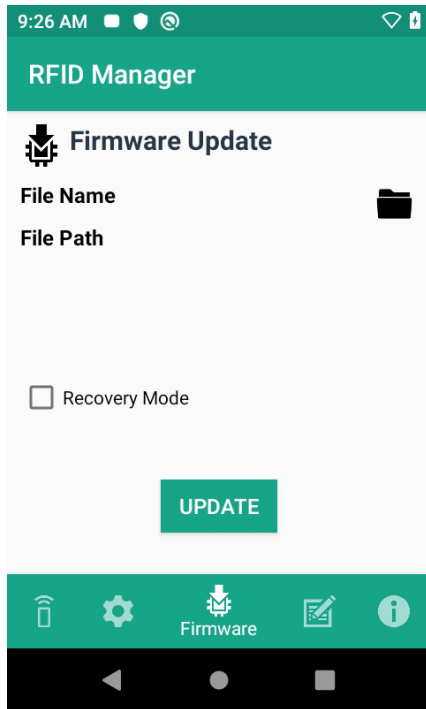 9:26 AM
RFID Manager
Firmware Update
File Name
File Path
Recovery Mode
UPDATE
Firmware